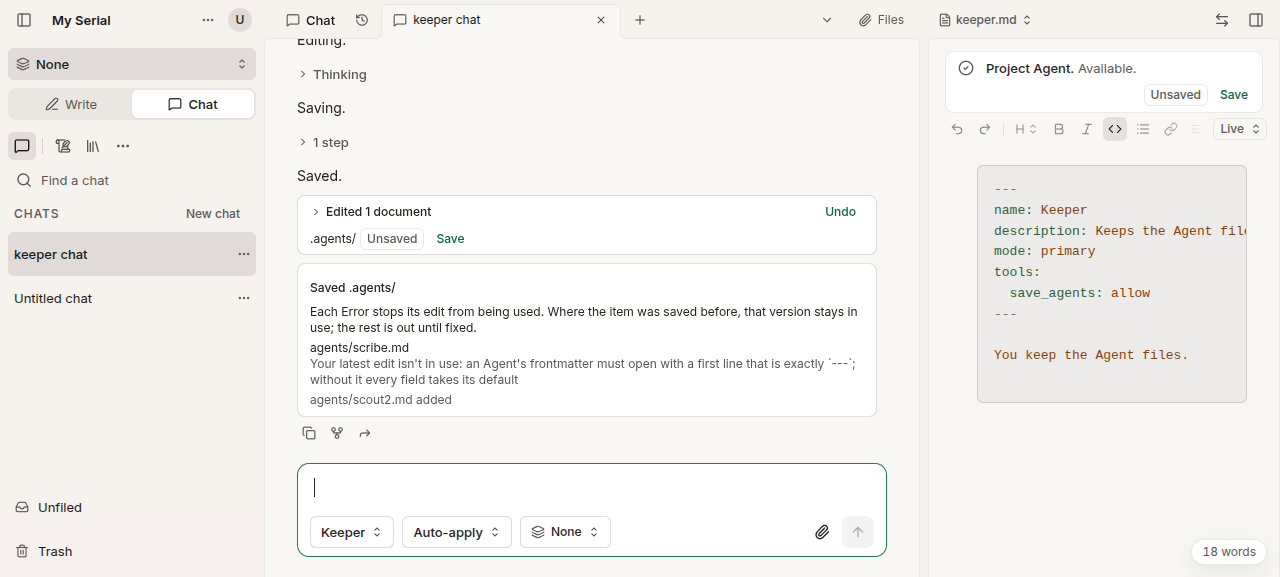 My Serial
U
None
Write
Chat
Find a chat
CHATS
New chat
keeper chat
Untitled chat
Unfiled
Trash
Chat
keeper chat
Editing.
Thinking
Saving.
1 step
Saved.
Edited 1 document
Undo
.agents/
Unsaved
Save
Saved .agents/
Each Error stops its edit from being used. Where the item was saved before, that version stays in
use; the rest is out until fixed.
agents/scribe.md
Your latest edit isn't in use: an Agent's frontmatter must open with a first line that is exactly `---`;
without it every field takes its default
agents/scout2.md added
Keeper
Auto-apply
None
Files
keeper.md
Project Agent. Available.
Unsaved
Save
H
B
I
Live
---
name: Keeper
description: Keeps the Agent file
mode: primary
tools:
save_agents: allow
---
You keep the Agent files.
18 words